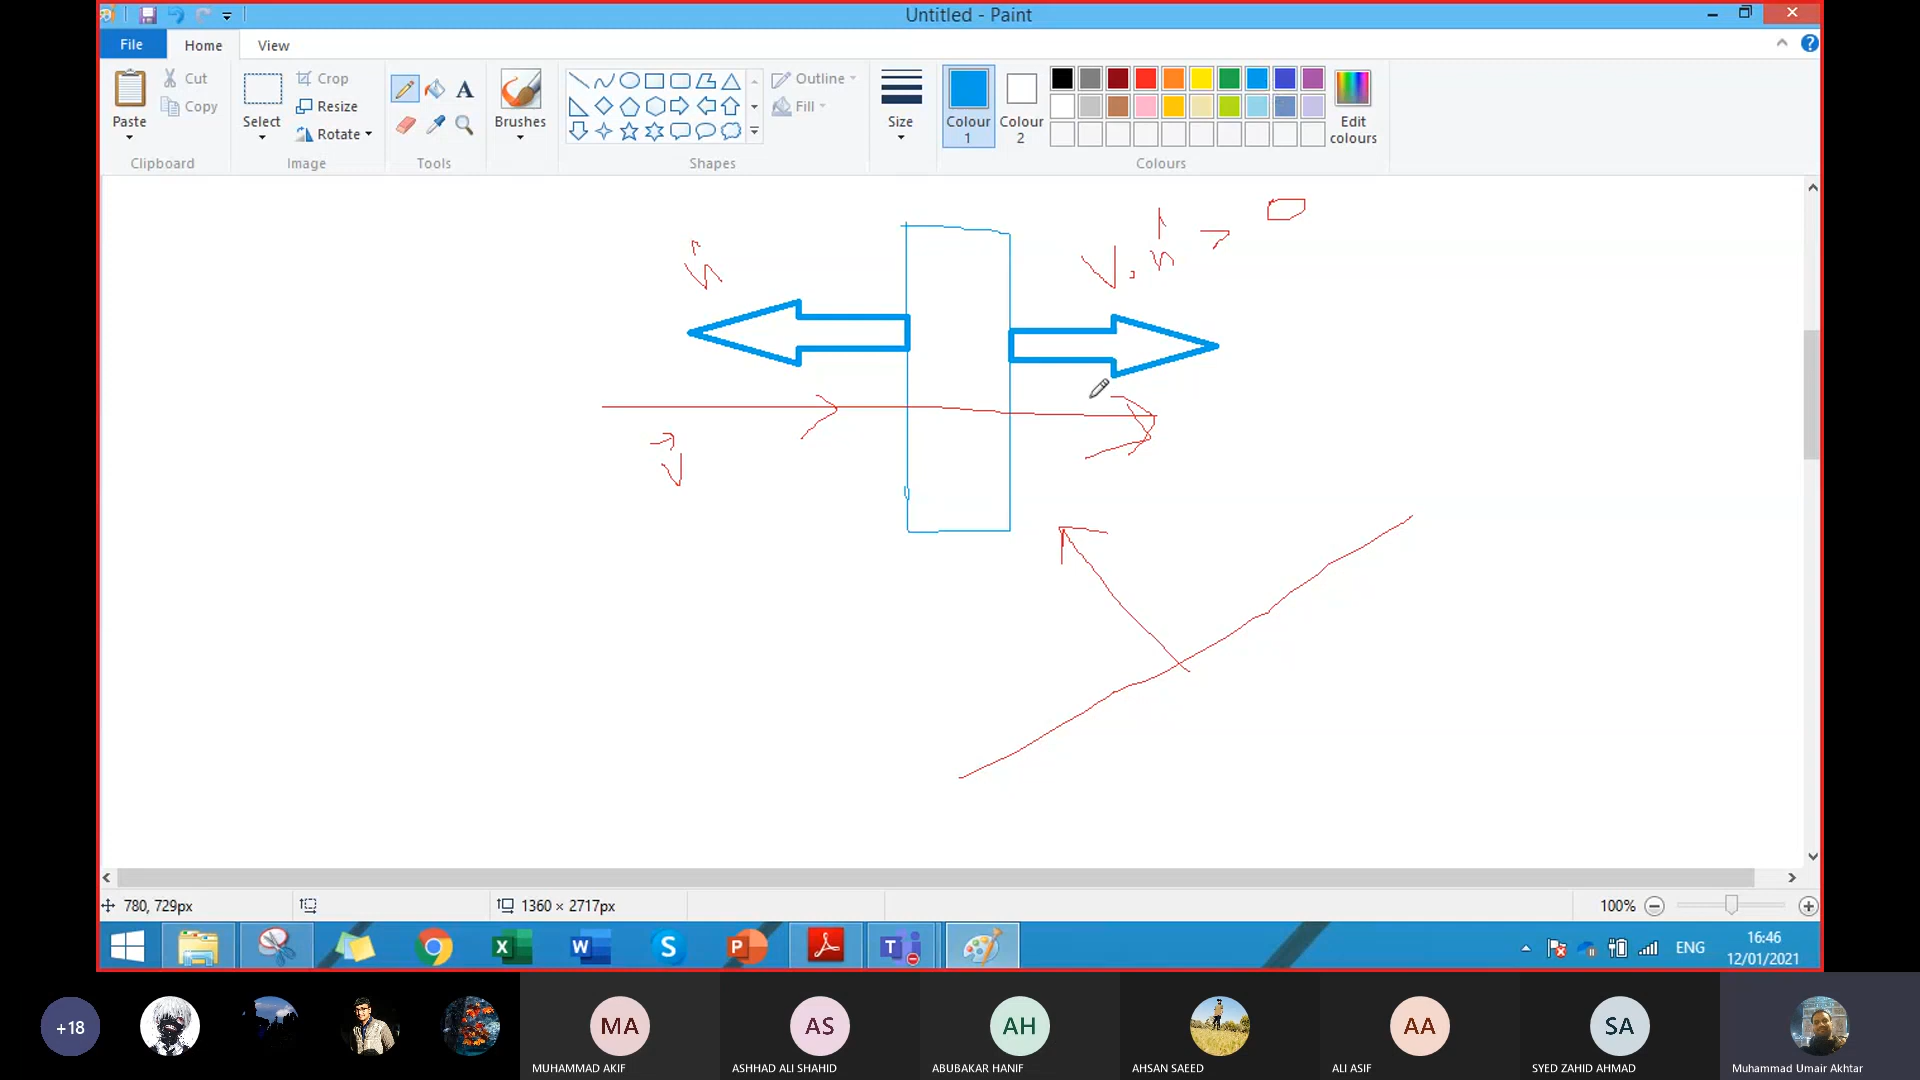 Untitled - Paint
File Home View
Paste
Cut
Copy
Clipboard
Select
Crop
Resize
Rotate
Image
A
Tools
Brushes
Outline
Fill
Shapes
Size
Colour 1
Colour 2
Edit colours
Colours
n̂
V . n̂ > 0
v⃗
780, 729px
1360 × 2717px
100%
ENG
16:46
12/01/2021
+18
MA
MUHAMMAD AKIF
AS
ASHHAD ALI SHAHID
AH
ABUBAKAR HANIF
AHSAN SAEED
AA
ALI ASIF
SA
SYED ZAHID AHMAD
Muhammad Umair Akhtar